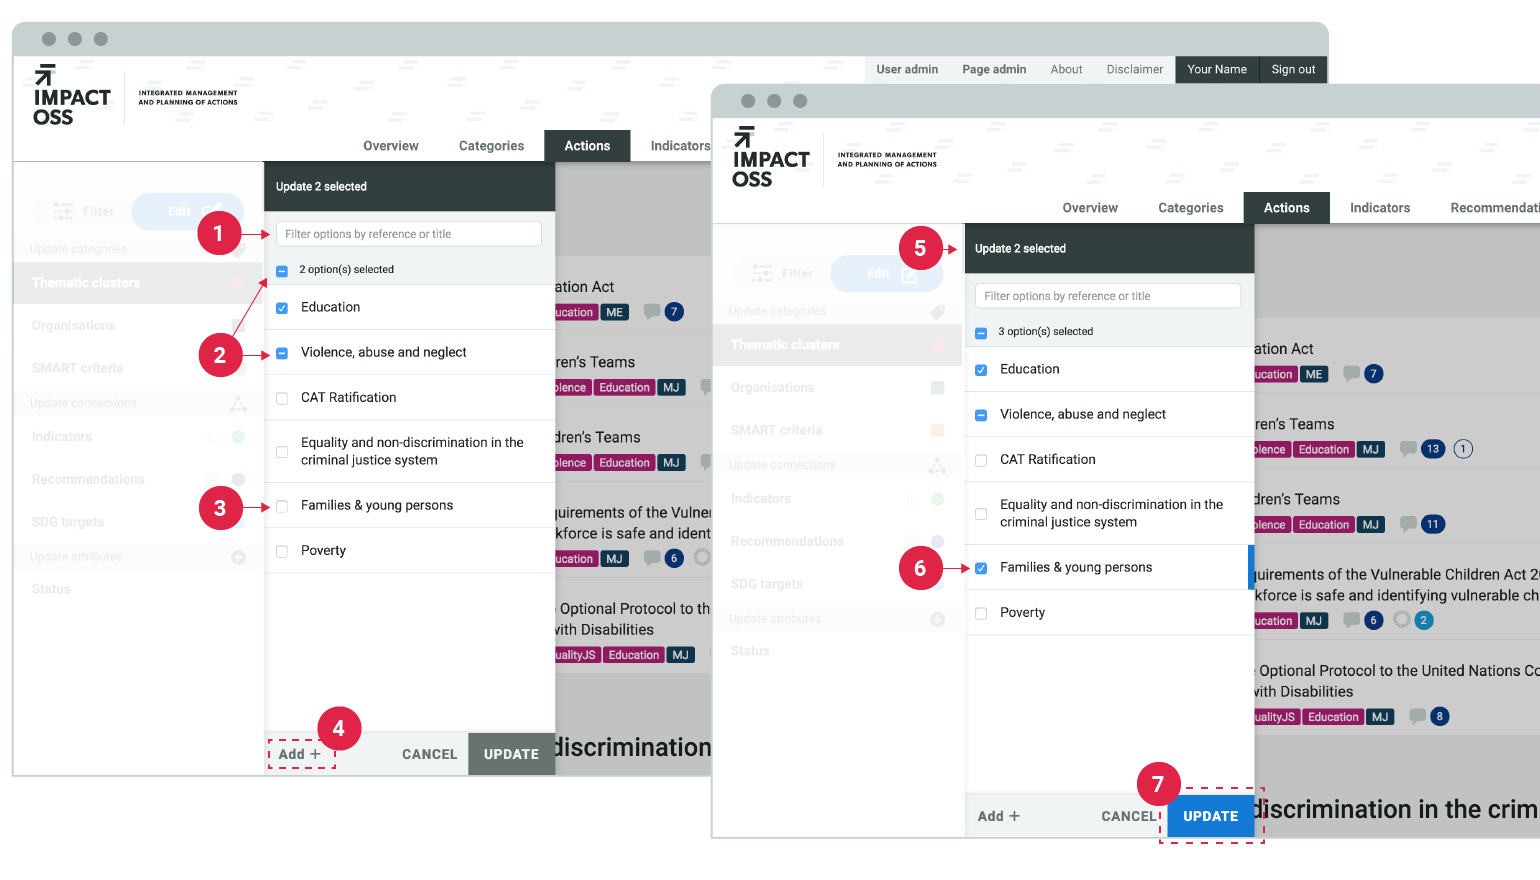 User admin
Page admin
About
Disclaimer
Your Name
Sign out
IMPACT
OSS
INTEGRATED MANAGEMENT
AND PLANNING OF ACTIONS
Overview
Categories
Actions
Indicators
Filter
Edit
Update categories
Thematic clusters
Organisations
SMART criteria
Update connections
Indicators
Recommendations
SDG targets
Update attributes
Status
Update 2 selected
1
Filter options by reference or title
2 option(s) selected
Education
2
Violence, abuse and neglect
CAT Ratification
Equality and non-discrimination in the
criminal justice system
3
Families & young persons
Poverty
4
Add +
CANCEL
UPDATE
ation Act
ucation ME 7
ren's Teams
olence Education MJ
dren's Teams
olence Education MJ
uirements of the Vulner
kforce is safe and ident
ucation MJ 6
Optional Protocol to th
with Disabilities
ualityJS Education MJ
discrimination
IMPACT
OSS
INTEGRATED MANAGEMENT
AND PLANNING OF ACTIONS
Overview
Categories
Actions
Indicators
Recommendati
Filter
Edit
Update categories
Thematic clusters
Organisations
SMART criteria
Update connections
Indicators
Recommendations
SDG targets
Update attributes
Status
5
Update 2 selected
Filter options by reference or title
3 option(s) selected
Education
Violence, abuse and neglect
CAT Ratification
Equality and non-discrimination in the
criminal justice system
6
Families & young persons
Poverty
7
Add +
CANCEL
UPDATE
ation Act
ucation ME 7
ren's Teams
olence Education MJ 13 1
dren's Teams
olence Education MJ 11
uirements of the Vulnerable Children Act 20
kforce is safe and identifying vulnerable ch
ucation MJ 6 2
Optional Protocol to the United Nations Co
with Disabilities
ualityJS Education MJ 8
discrimination in the crim